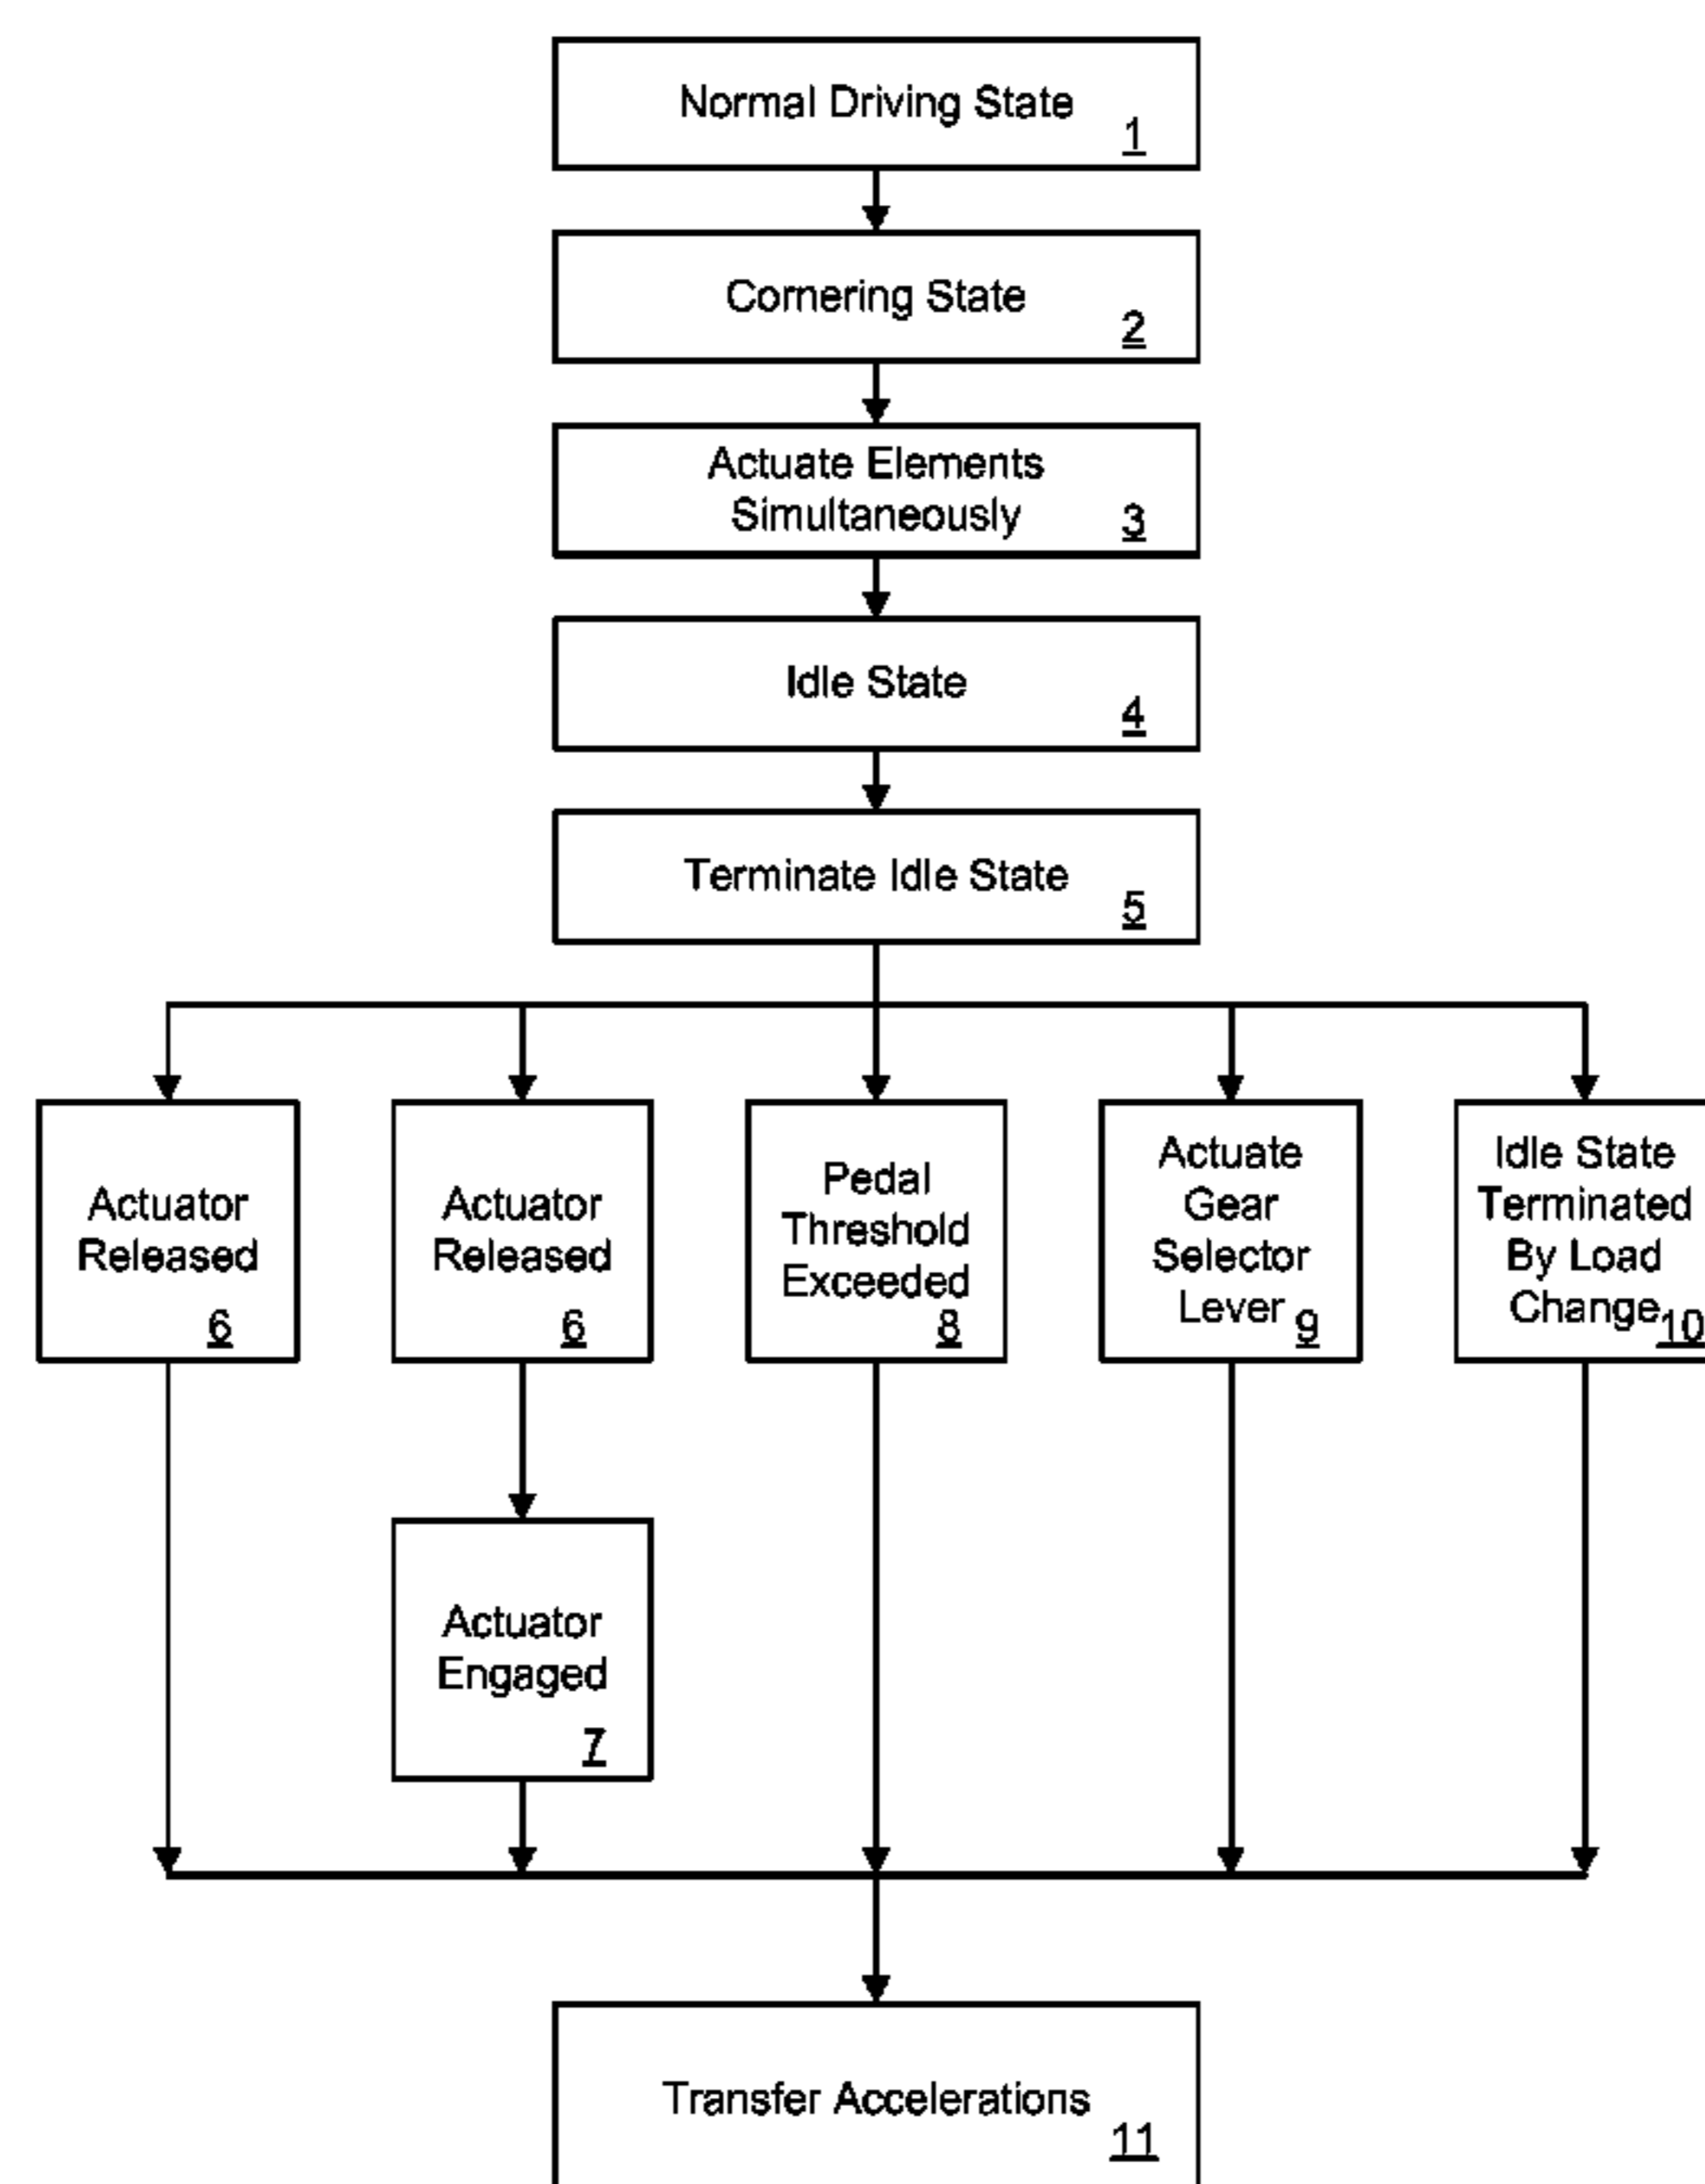 Normal Driving State
1
Cornering State
2
Actuate Elements
Simultaneously
3
Idle State
4
Terminate Idle State
5
Actuator
Released
6
Actuator
Released
6
Pedal
Threshold
Exceeded
8
Actuate
Gear
Selector
Lever
9
Idle State
Terminated
By Load
Change
10
Actuator
Engaged
7
Transfer Accelerations
11